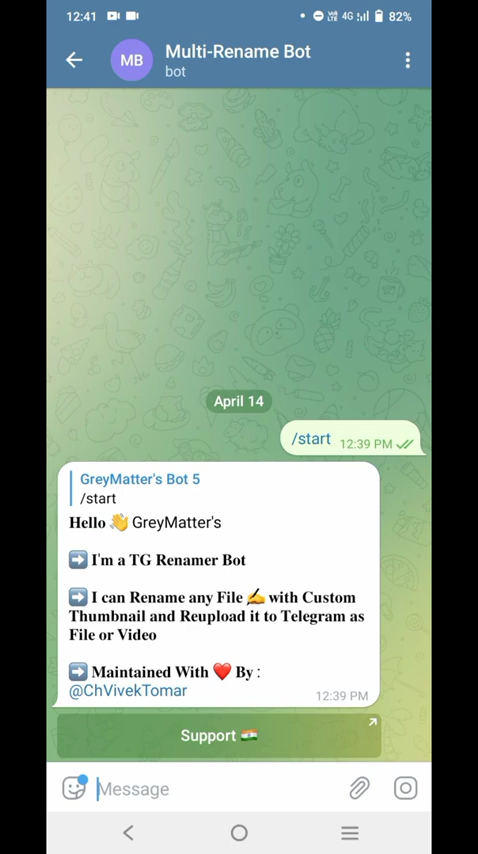 12:41 4G 82%
MB Multi-Rename Bot
bot
April 14
/start 12:39 PM
GreyMatter's Bot 5
/start
Hello 👋 GreyMatter's
➡️ I'm a TG Renamer Bot
➡️ I can Rename any File ✍️ with Custom
Thumbnail and Reupload it to Telegram as
File or Video
➡️ Maintained With ❤️ By :
@ChVivekTomar 12:39 PM
Support 🇮🇳
Message